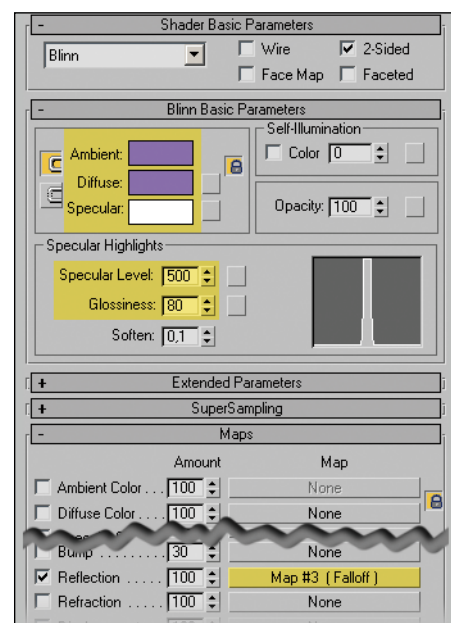 - Shader Basic Parameters
Blinn
Wire
2-Sided
Face Map
Faceted
- Blinn Basic Parameters
Ambient:
Diffuse:
Specular:
Self-Illumination
Color 0
Opacity: 100
Specular Highlights
Specular Level: 500
Glossiness: 80
Soften: 0,1
+ Extended Parameters
+ SuperSampling
- Maps
Amount Map
Ambient Color . . . 100 None
Diffuse Color . . . . 100 None
Bump . . . . . . . . . 30 None
Reflection . . . . . 100 Map #3 ( Falloff )
Refraction . . . . . 100 None